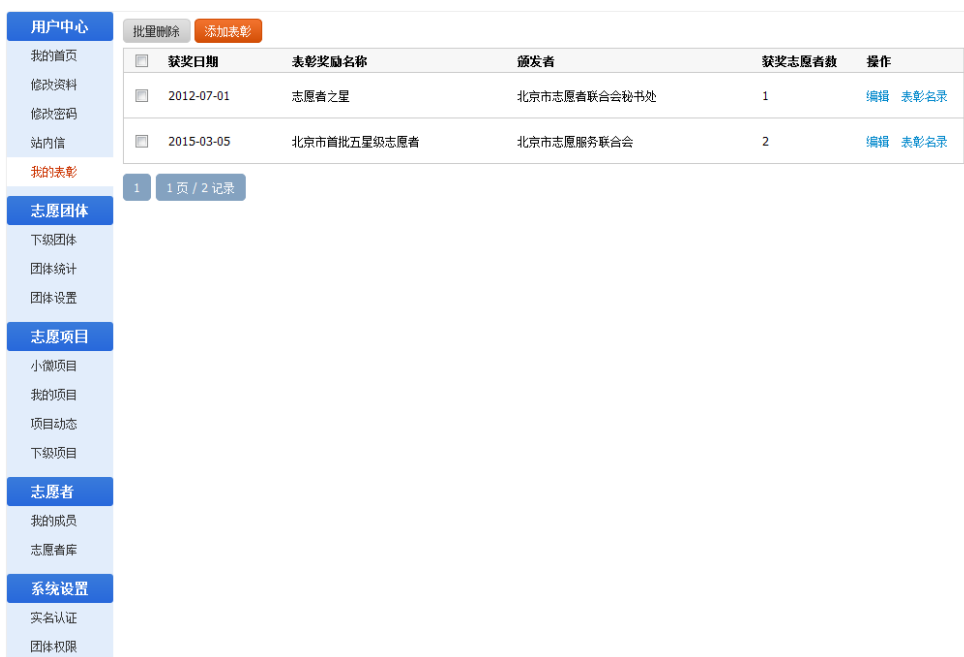 用户中心
我的首页
修改资料
修改密码
站内信
我的表彰
志愿团体
下级团体
团体统计
团体设置
志愿项目
小微项目
我的项目
项目动态
下级项目
志愿者
我的成员
志愿者库
系统设置
实名认证
团体权限
批量删除 添加表彰
获奖日期 表彰奖励名称 颁发者 获奖志愿者数 操作
2012-07-01 志愿者之星 北京市志愿者联合会秘书处 1 编辑 表彰名录
2015-03-05 北京市首批五星级志愿者 北京市志愿服务联合会 2 编辑 表彰名录
1 1 页 / 2 记录